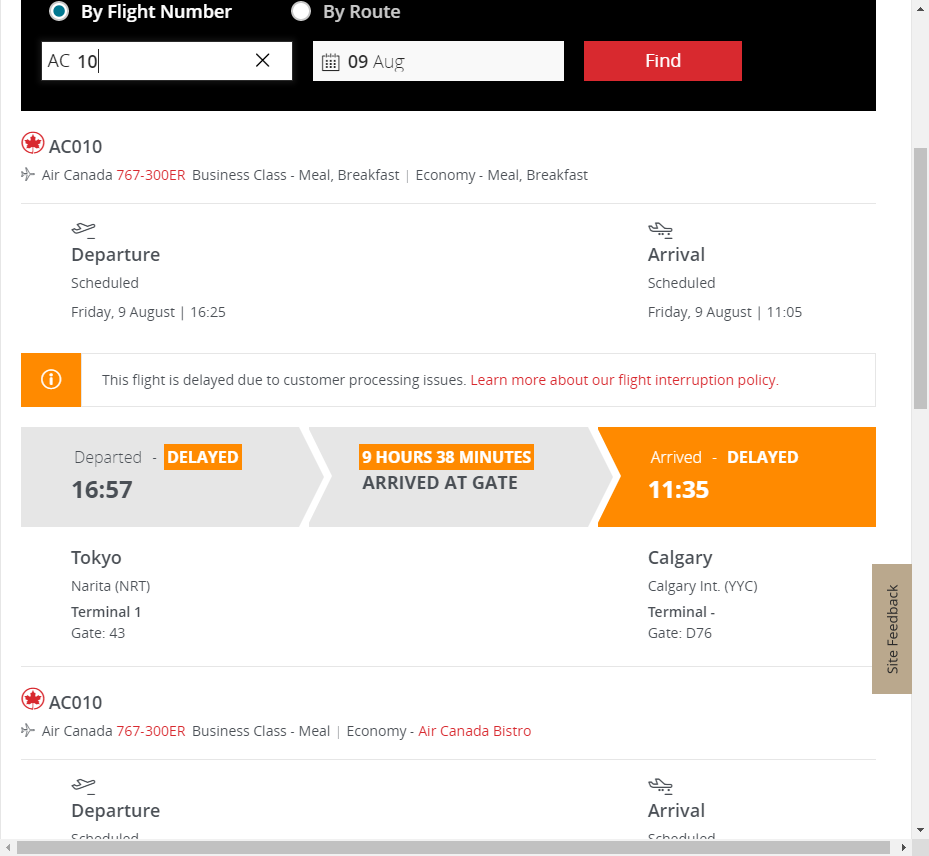 By Flight Number By Route
AC 10 09 Aug Find
AC010
Air Canada 767-300ER Business Class - Meal, Breakfast | Economy - Meal, Breakfast
Departure Arrival
Scheduled Scheduled
Friday, 9 August | 16:25 Friday, 9 August | 11:05
This flight is delayed due to customer processing issues. Learn more about our flight interruption policy.
Departed - DELAYED 9 HOURS 38 MINUTES Arrived - DELAYED
16:57 ARRIVED AT GATE 11:35
Tokyo Calgary
Narita (NRT) Calgary Int. (YYC)
Terminal 1 Terminal -
Gate: 43 Gate: D76
Site Feedback
AC010
Air Canada 767-300ER Business Class - Meal | Economy - Air Canada Bistro
Departure Arrival
Scheduled Scheduled